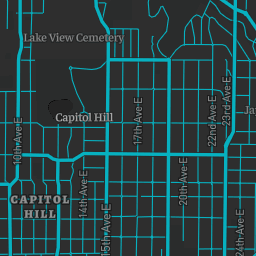 Lake View Cemetery
Capitol Hill
17th Ave E
22nd Ave E
23rd Ave E
10th Ave E
14th Ave E
15th Ave E
20th Ave E
24th Ave E
CAPITOL
HILL
Ja